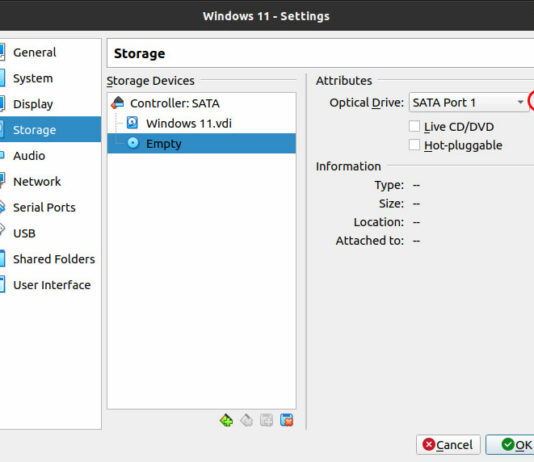 Windows 11 - Settings
General
System
Display
Storage
Audio
Network
Serial Ports
USB
Shared Folders
User Interface
Storage
Storage Devices
Controller: SATA
Windows 11.vdi
Empty
Attributes
Optical Drive: SATA Port 1
Live CD/DVD
Hot-pluggable
Information
Type: --
Size: --
Location: --
Attached to: --
Cancel
OK